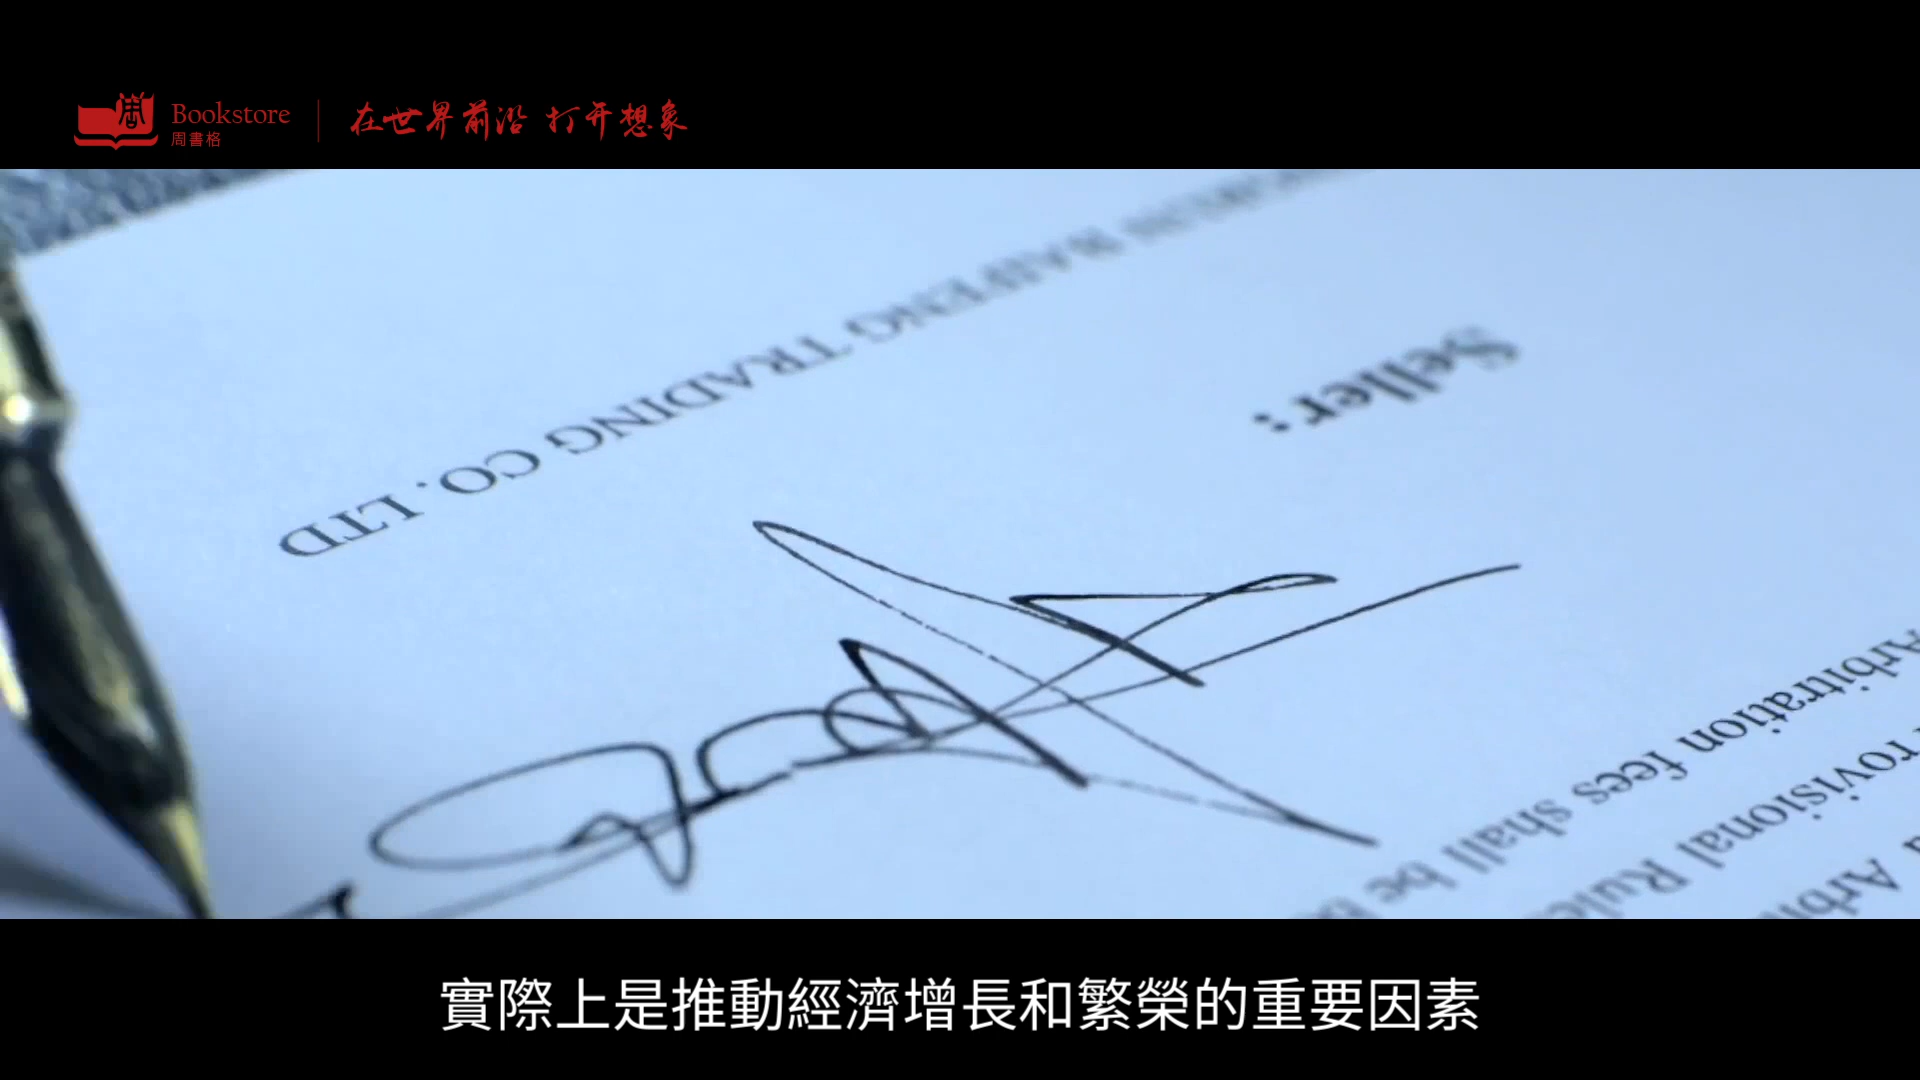 Bookstore
周書格
在世界前沿 打开想象
TRADING CO. LTD
Seller:
Arbitration fees shall be
rovisional Rules
實際上是推動經濟增長和繁榮的重要因素